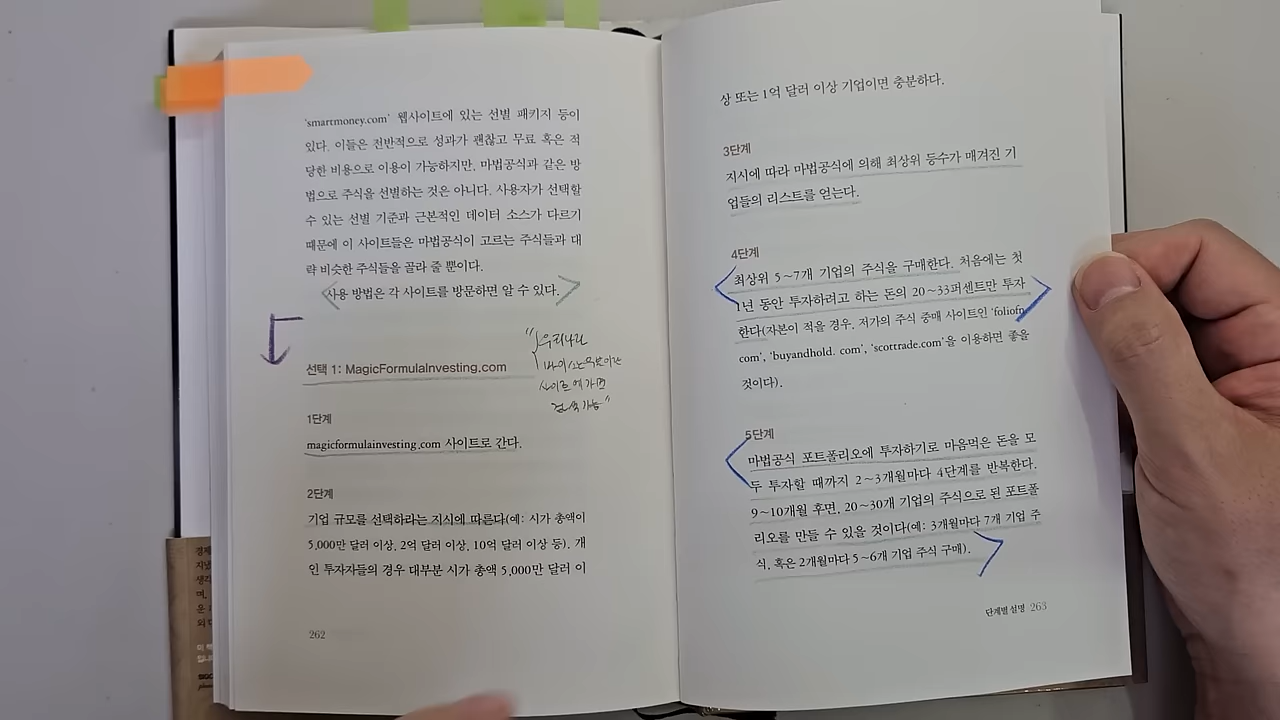 'smartmoney.com' 웹사이트에 있는 선별 패키지 등이
있다. 이들은 전반적으로 성과가 괜찮고 무료 혹은 적
당한 비용으로 이용이 가능하지만, 마법공식과 같은 방
법으로 주식을 선별하는 것은 아니다. 사용자가 선택할
수 있는 선별 기준과 근본적인 데이터 소스가 다르기
때문에 이 사이트들은 마법공식이 고르는 주식들과 대
략 비슷한 주식들을 골라 줄 뿐이다.
사용 방법은 각 사이트를 방문하면 알 수 있다.
"우리나라
사이트에 가면
검색 가능"
선택 1: MagicFormulaInvesting.com
1단계
magicformulainvesting.com 사이트로 간다.
2단계
기업 규모를 선택하라는 지시에 따른다(예: 시가 총액이
5,000만 달러 이상, 2억 달러 이상, 10억 달러 이상 등). 개
인 투자자들의 경우 대부분 시가 총액 5,000만 달러 이
262
상 또는 1억 달러 이상 기업이면 충분하다.
3단계
지시에 따라 마법공식에 의해 최상위 등수가 매겨진 기
업들의 리스트를 얻는다.
4단계
최상위 5~7개 기업의 주식을 구매한다. 처음에는 첫
1년 동안 투자하려고 하는 돈의 20~33퍼센트만 투자
한다(자본이 적을 경우, 저가의 주식 중매 사이트인 'foliofn.
com', 'buyandhold. com', 'scottrade.com'을 이용하면 좋을
것이다).
5단계
마법공식 포트폴리오에 투자하기로 마음먹은 돈을 모
두 투자할 때까지 2~3개월마다 4단계를 반복한다.
9~10개월 후면, 20~30개 기업의 주식으로 된 포트폴
리오를 만들 수 있을 것이다(예: 3개월마다 7개 기업 주
식, 혹은 2개월마다 5~6개 기업 주식 구매).
단계별 설명 263